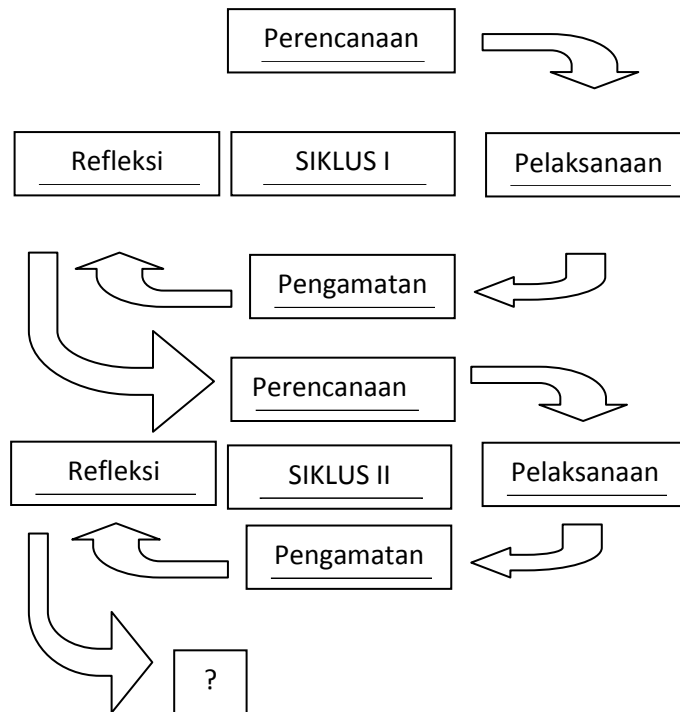 Perencanaan
Refleksi
SIKLUS I
Pelaksanaan
Pengamatan
Perencanaan
Refleksi
SIKLUS II
Pelaksanaan
Pengamatan
?